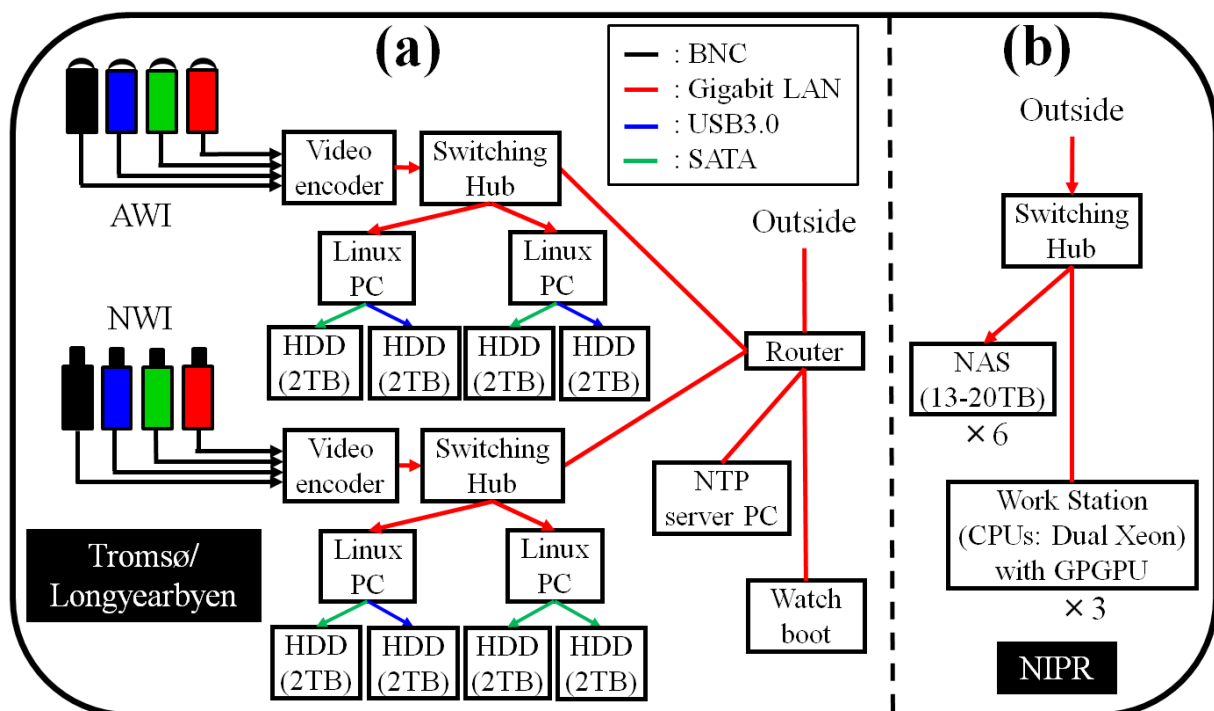 (a)
: BNC
: Gigabit LAN
: USB3.0
: SATA
AWI
Video
encoder
Switching
Hub
Linux
PC
Linux
PC
HDD
(2TB)
HDD
(2TB)
HDD
(2TB)
HDD
(2TB)
NWI
Video
encoder
Switching
Hub
Linux
PC
Linux
PC
HDD
(2TB)
HDD
(2TB)
HDD
(2TB)
HDD
(2TB)
Tromsø/
Longyearbyen
Outside
Router
NTP
server PC
Watch
boot
(b)
Outside
Switching
Hub
NAS
(13-20TB)
×6
Work Station
(CPUs: Dual Xeon)
with GPGPU
×3
NIPR